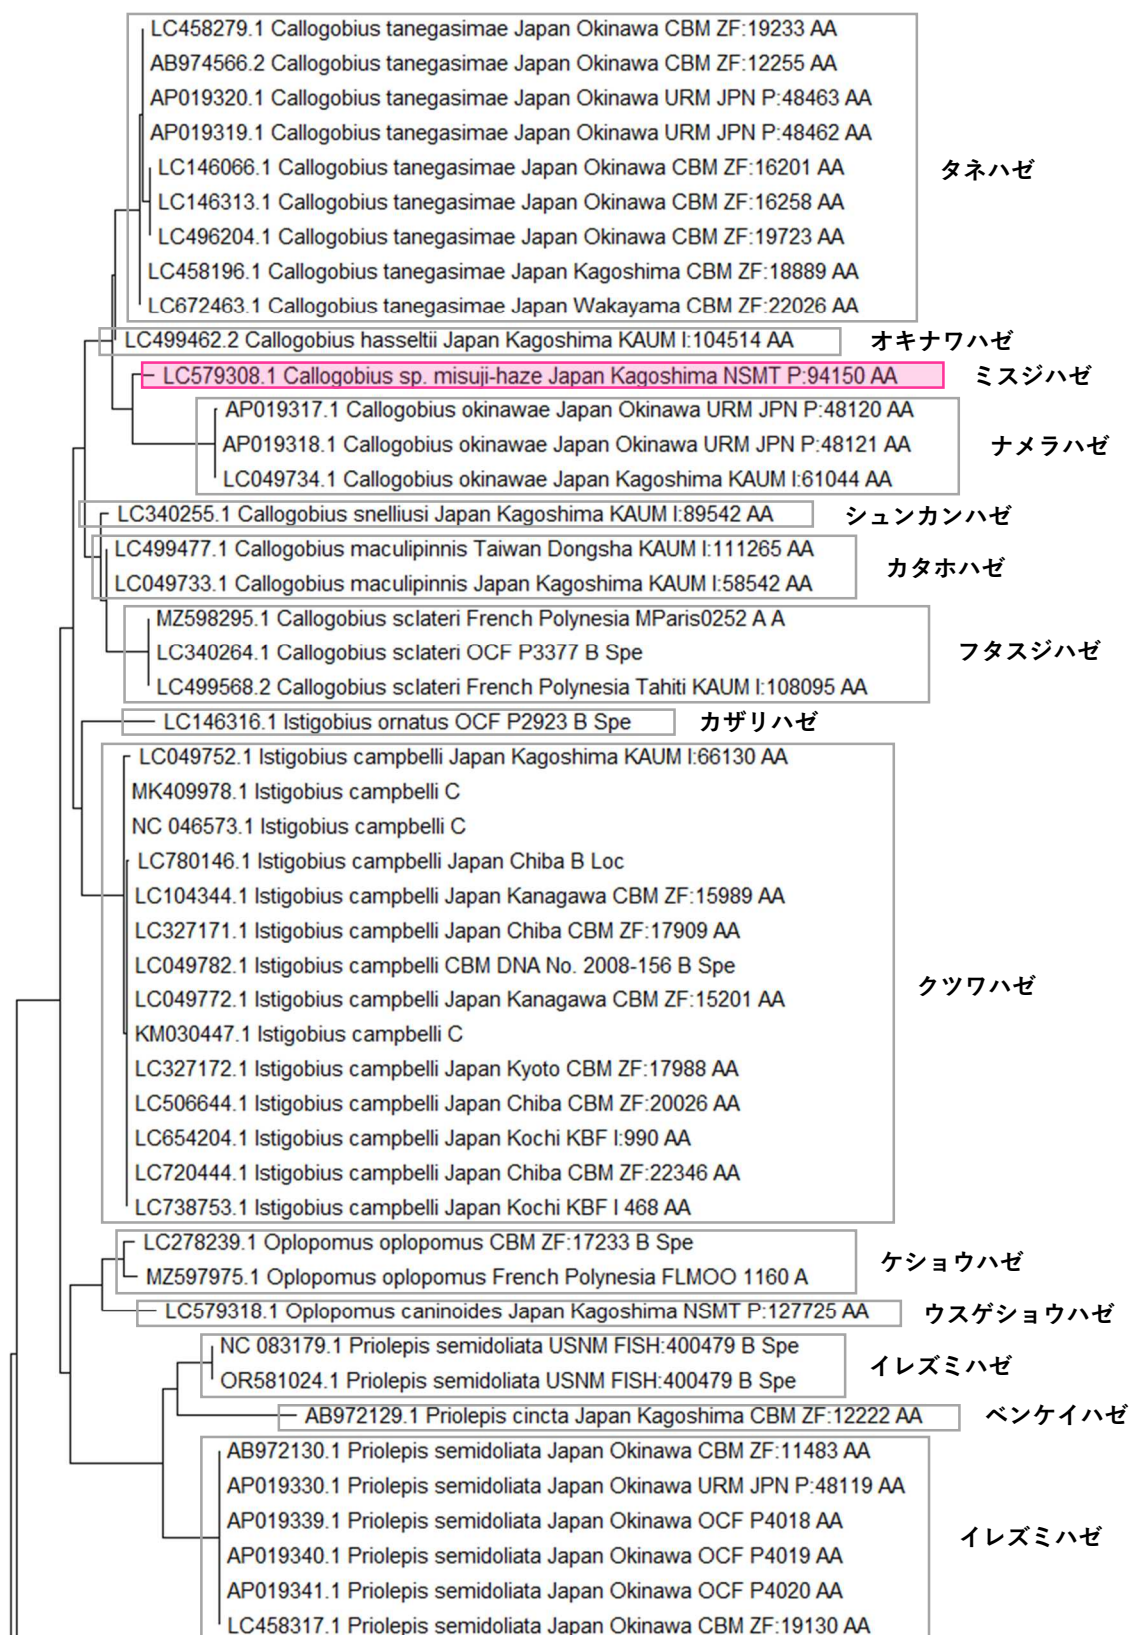 LC458279.1 Callogobius tanegasimae Japan Okinawa CBM ZF:19233 AA
AB974566.2 Callogobius tanegasimae Japan Okinawa CBM ZF:12255 AA
AP019320.1 Callogobius tanegasimae Japan Okinawa URM JPN P:48463 AA
AP019319.1 Callogobius tanegasimae Japan Okinawa URM JPN P:48462 AA
LC146066.1 Callogobius tanegasimae Japan Okinawa CBM ZF:16201 AA
タネハゼ
LC146313.1 Callogobius tanegasimae Japan Okinawa CBM ZF:16258 AA
LC496204.1 Callogobius tanegasimae Japan Okinawa CBM ZF:19723 AA
LC458196.1 Callogobius tanegasimae Japan Kagoshima CBM ZF:18889 AA
LC672463.1 Callogobius tanegasimae Japan Wakayama CBM ZF:22026 AA
LC499462.2 Callogobius hasseltii Japan Kagoshima KAUM I:104514 AA
オキナワハゼ
LC579308.1 Callogobius sp. misuji-haze Japan Kagoshima NSMT P:94150 AA
ミスジハゼ
AP019317.1 Callogobius okinawae Japan Okinawa URM JPN P:48120 AA
AP019318.1 Callogobius okinawae Japan Okinawa URM JPN P:48121 AA
ナメラハゼ
LC049734.1 Callogobius okinawae Japan Kagoshima KAUM I:61044 AA
LC340255.1 Callogobius snelliusi Japan Kagoshima KAUM I:89542 AA
シュンカンハゼ
LC499477.1 Callogobius maculipinnis Taiwan Dongsha KAUM I:111265 AA
カタホハゼ
LC049733.1 Callogobius maculipinnis Japan Kagoshima KAUM I:58542 AA
MZ598295.1 Callogobius sclateri French Polynesia MParis0252 A A
LC340264.1 Callogobius sclateri OCF P3377 B Spe
フタスジハゼ
LC499568.2 Callogobius sclateri French Polynesia Tahiti KAUM I:108095 AA
LC146316.1 Istigobius ornatus OCF P2923 B Spe
カザリハゼ
LC049752.1 Istigobius campbelli Japan Kagoshima KAUM I:66130 AA
MK409978.1 Istigobius campbelli C
NC 046573.1 Istigobius campbelli C
LC780146.1 Istigobius campbelli Japan Chiba B Loc
LC104344.1 Istigobius campbelli Japan Kanagawa CBM ZF:15989 AA
LC327171.1 Istigobius campbelli Japan Chiba CBM ZF:17909 AA
LC049782.1 Istigobius campbelli CBM DNA No. 2008-156 B Spe
クツワハゼ
LC049772.1 Istigobius campbelli Japan Kanagawa CBM ZF:15201 AA
KM030447.1 Istigobius campbelli C
LC327172.1 Istigobius campbelli Japan Kyoto CBM ZF:17988 AA
LC506644.1 Istigobius campbelli Japan Chiba CBM ZF:20026 AA
LC654204.1 Istigobius campbelli Japan Kochi KBF I:990 AA
LC720444.1 Istigobius campbelli Japan Chiba CBM ZF:22346 AA
LC738753.1 Istigobius campbelli Japan Kochi KBF I 468 AA
LC278239.1 Oplopomus oplopomus CBM ZF:17233 B Spe
ケショウハゼ
MZ597975.1 Oplopomus oplopomus French Polynesia FLMOO 1160 A
LC579318.1 Oplopomus caninoides Japan Kagoshima NSMT P:127725 AA
ウスゲショウハゼ
NC 083179.1 Priolepis semidoliata USNM FISH:400479 B Spe
イレズミハゼ
OR581024.1 Priolepis semidoliata USNM FISH:400479 B Spe
AB972129.1 Priolepis cincta Japan Kagoshima CBM ZF:12222 AA
ベンケイハゼ
AB972130.1 Priolepis semidoliata Japan Okinawa CBM ZF:11483 AA
AP019330.1 Priolepis semidoliata Japan Okinawa URM JPN P:48119 AA
AP019339.1 Priolepis semidoliata Japan Okinawa OCF P4018 AA
イレズミハゼ
AP019340.1 Priolepis semidoliata Japan Okinawa OCF P4019 AA
AP019341.1 Priolepis semidoliata Japan Okinawa OCF P4020 AA
LC458317.1 Priolepis semidoliata Japan Okinawa CBM ZF:19130 AA